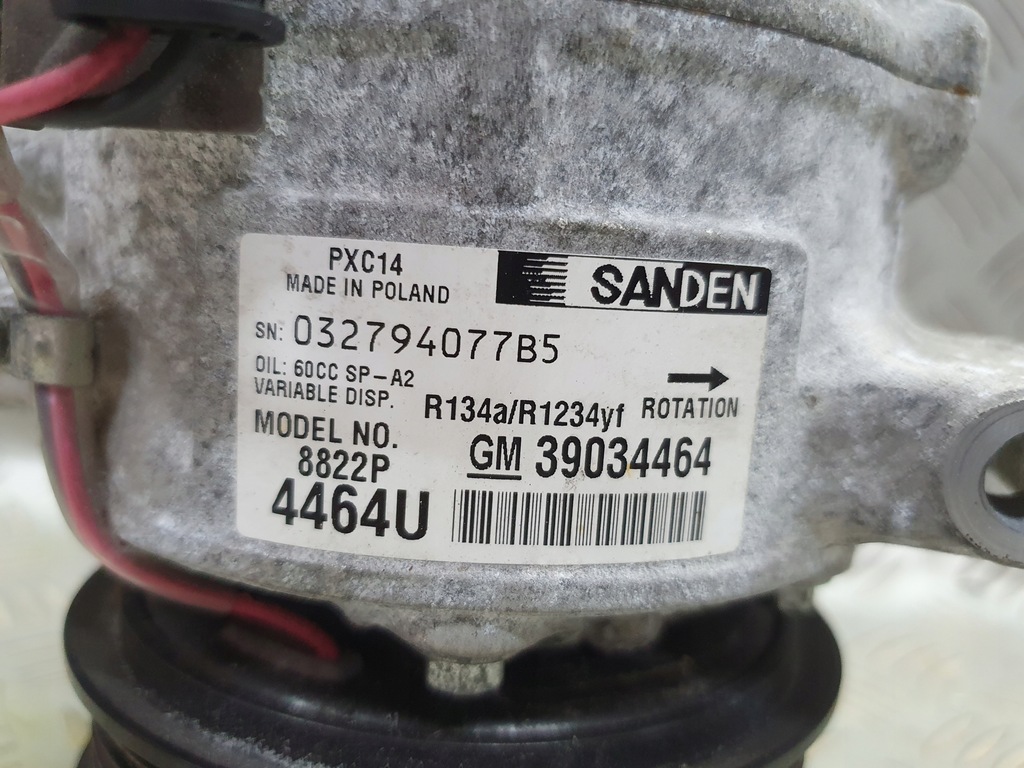 PXC14
MADE IN POLAND
SANDEN
SN: 032794077B5
OIL: 60CC SP-A2
VARIABLE DISP.
R134a/R1234yf
ROTATION
MODEL NO.
8822P
GM 39034464
4464U